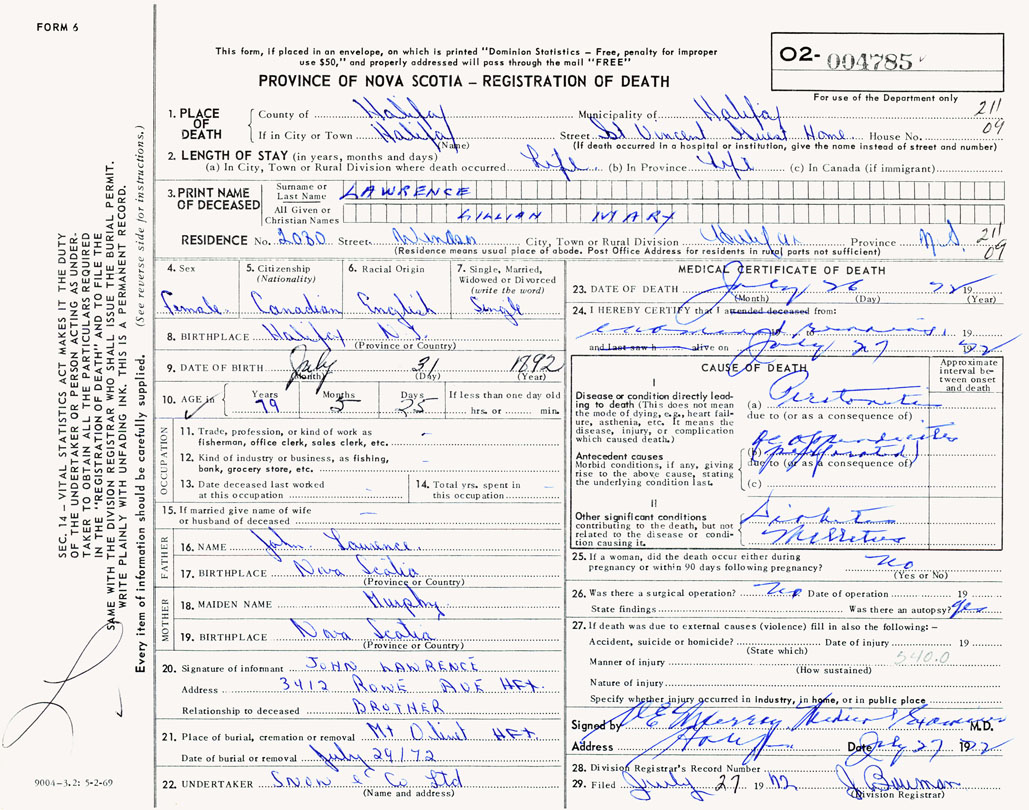 FORM 6
This form, if placed in an envelope, on which is printed "Dominion Statistics – Free, penalty for improper
use $50," and properly addressed will pass through the mail "FREE"
PROVINCE OF NOVA SCOTIA – REGISTRATION OF DEATH
02- 004785
For use of the Department only
211
09
1. PLACE OF DEATH
County of Halifax Municipality of Halifax
If in City or Town Halifax Street St Vincent Guest Home House No.
(Name) (If death occurred in a hospital or institution, give the name instead of street and number)
2. LENGTH OF STAY (in years, months and days)
(a) In City, Town or Rural Division where death occurred Life (b) In Province Life (c) In Canada (if immigrant)
3. PRINT NAME OF DECEASED
Surname or Last Name LAWRENCE
All Given or Christian Names GILLIAN MARY
RESIDENCE No. 2080 Street Windsor City, Town or Rural Division Halifax Province N.S.
(Residence means usual place of abode. Post Office Address for residents in rural parts not sufficient)
211
09
4. Sex
Female
5. Citizenship (Nationality)
Canadian
6. Racial Origin
English
7. Single, Married, Widowed or Divorced (write the word)
Single
8. BIRTHPLACE Halifax N.S.
(Province or Country)
9. DATE OF BIRTH July 31 1892
(Month) (Day) (Year)
10. AGE in Years 79 Months 5 Days 25 If less than one day old hrs. or min.
OCCUPATION
11. Trade, profession, or kind of work as fisherman, office clerk, sales clerk, etc. –
12. Kind of industry or business, as fishing, bank, grocery store, etc. –
13. Date deceased last worked at this occupation –
14. Total yrs. spent in this occupation –
15. If married give name of wife or husband of deceased –
FATHER
16. NAME John Lawrence
17. BIRTHPLACE Nova Scotia
(Province or Country)
MOTHER
18. MAIDEN NAME Murphy
19. BIRTHPLACE Nova Scotia
(Province or Country)
20. Signature of informant JOHN LAWRENCE
Address 3412 ROWE AVE HFX.
Relationship to deceased BROTHER
21. Place of burial, cremation or removal Mt Olivet HFX.
Date of burial or removal July 29/72
22. UNDERTAKER SNOW & Co Ltd
(Name and address)
MEDICAL CERTIFICATE OF DEATH
23. DATE OF DEATH July 26 72 19
(Month) (Day) (Year)
24. I HEREBY CERTIFY that I attended deceased from:
to 19
and last saw h alive on July 27 1972
CAUSE OF DEATH
Approximate interval between onset and death
I
Disease or condition directly leading to death (This does not mean the mode of dying, e.g., heart failure, asthenia, etc. It means the disease, injury, or complication which caused death.)
(a) Peritonitis
due to (or as a consequence of)
Antecedent causes
Morbid conditions, if any, giving rise to the above cause, stating the underlying condition last.
appendicitis
(b) (perforated)
due to (or as a consequence of)
(c)
II
Other significant conditions contributing to the death, but not related to the disease or condition causing it.
Diabetes
Mellitus
25. If a woman, did the death occur either during pregnancy or within 90 days following pregnancy? No
(Yes or No)
26. Was there a surgical operation? No Date of operation 19
State findings Was there an autopsy? Yes
27. If death was due to external causes (violence) fill in also the following: –
Accident, suicide or homicide? Date of injury 19
(State which)
Manner of injury 540.0
(How sustained)
Nature of injury
Specify whether injury occurred in industry, in home, or in public place
Signed by Murray Medical Examiner M.D.
Address Halifax Date July 27 1972
28. Division Registrar's Record Number
29. Filed July 27 1972 J. Bauman
(Division Registrar)
SEC. 14 – VITAL STATISTICS ACT MAKES IT THE DUTY
OF THE UNDERTAKER OR PERSON ACTING AS UNDER-
TAKER TO OBTAIN ALL THE PARTICULARS REQUIRED
IN THE "REGISTRATION OF DEATH" AND TO FILE THE
SAME WITH THE DIVISION REGISTRAR WHO SHALL ISSUE THE BURIAL PERMIT.
WRITE PLAINLY WITH UNFADING INK. THIS IS A PERMANENT RECORD.
Every item of information should be carefully supplied. (See reverse side for instructions.)
9004-3.2: 5-2-69